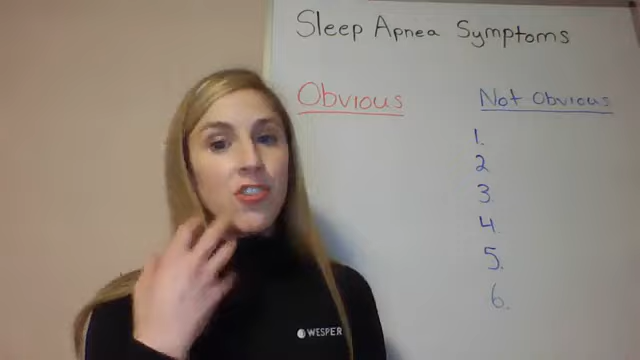 Sleep Apnea Symptoms
Obvious
Not Obvious
1.
2
3.
4.
5.
6.
WESPER